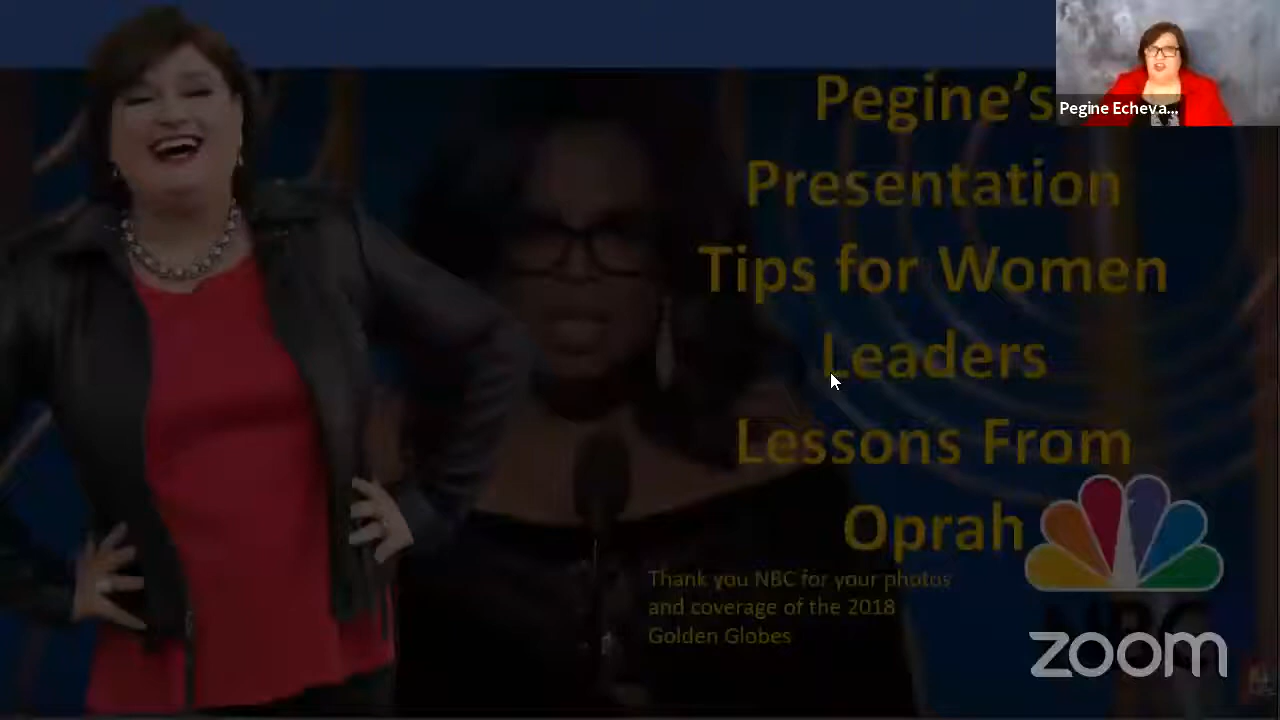 Pegine’s
Presentation
Tips for Women
Leaders
Lessons From
Oprah
Thank you NBC for your photos
and coverage of the 2018
Golden Globes
Pegine Echeva...
NBC
zoom